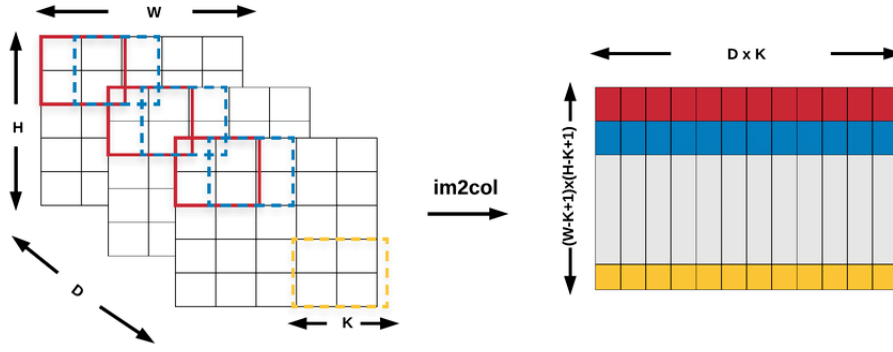 W
D x K
H
im2col
(W-K+1)x(H-K+1)
D
K